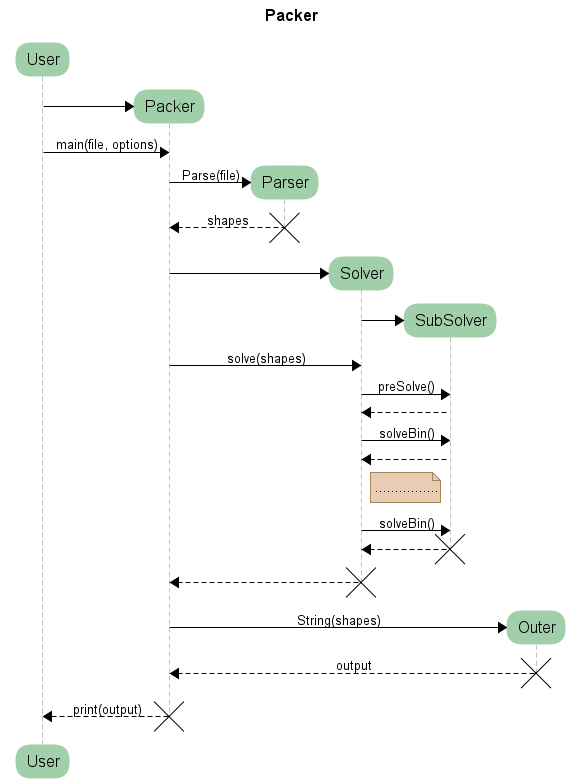 Packer
User
Packer
main(file, options)
Parse(file)
Parser
shapes
Solver
SubSolver
solve(shapes)
preSolve()
solveBin()
................
solveBin()
String(shapes)
Outer
output
print(output)
User